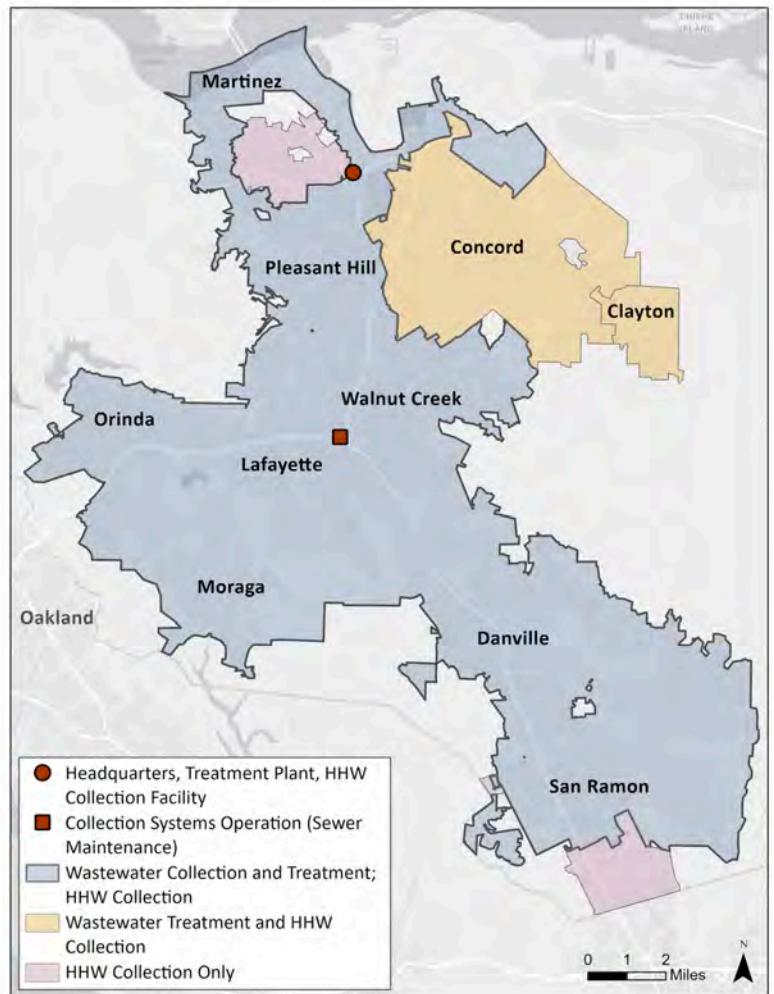 CHIPPS
ISLAND
Martinez
Concord
Pleasant Hill
Clayton
Walnut Creek
Orinda
Lafayette
Moraga
Oakland
Danville
San Ramon
Headquarters, Treatment Plant, HHW
Collection Facility
Collection Systems Operation (Sewer
Maintenance)
Wastewater Collection and Treatment;
HHW Collection
Wastewater Treatment and HHW
Collection
HHW Collection Only
N
0 1 2
Miles